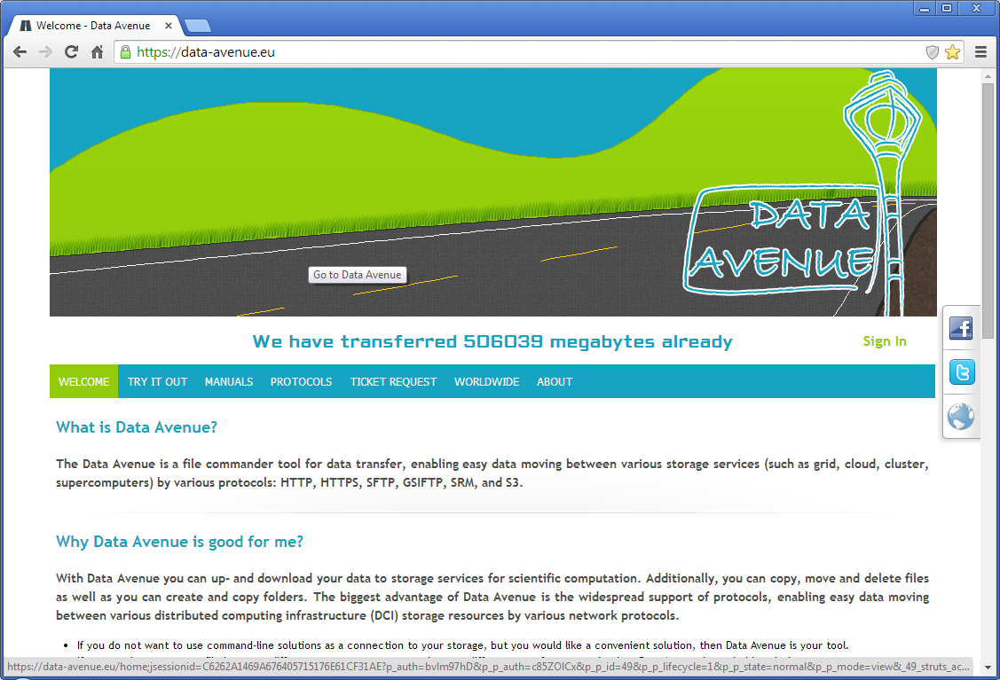 Welcome - Data Avenue
https://data-avenue.eu
DATA
AVENUE
Go to Data Avenue
We have transferred 506039 megabytes already
Sign In
WELCOME TRY IT OUT MANUALS PROTOCOLS TICKET REQUEST WORLDWIDE ABOUT
What is Data Avenue?
The Data Avenue is a file commander tool for data transfer, enabling easy data moving between various storage services (such as grid, cloud, cluster,
supercomputers) by various protocols: HTTP, HTTPS, SFTP, GSIFTP, SRM, and S3.
Why Data Avenue is good for me?
With Data Avenue you can up- and download your data to storage services for scientific computation. Additionally, you can copy, move and delete files
as well as you can create and copy folders. The biggest advantage of Data Avenue is the widespread support of protocols, enabling easy data moving
between various distributed computing infrastructure (DCI) storage resources by various network protocols.
• If you do not want to use command-line solutions as a connection to your storage, but you would like a convenient solution, then Data Avenue is your tool.
https://data-avenue.eu/home;jsessionid=C6262A1469A676405715176E61CF31AE?p_auth=bvlm97hD&p_p_auth=c85ZOlCx&p_p_id=49&p_p_lifecycle=1&p_p_state=normal&p_p_mode=view&_49_struts_ac...